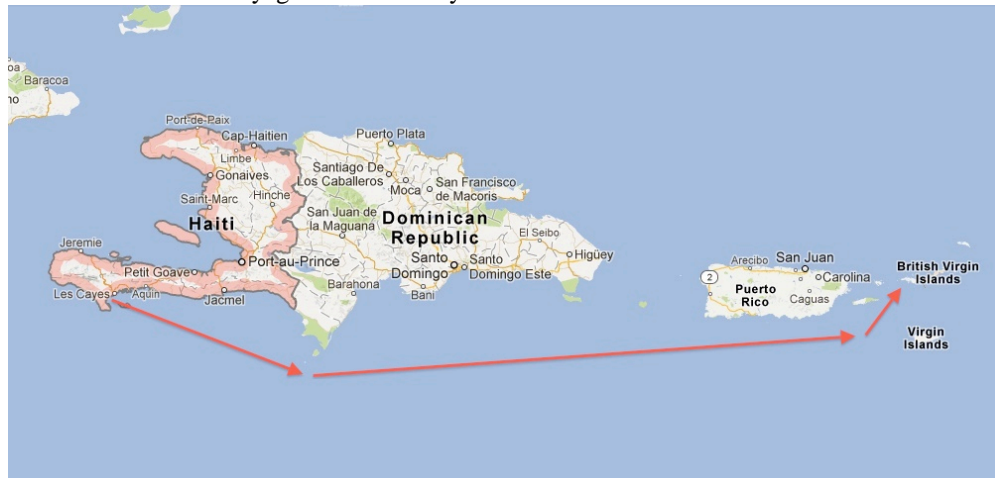 oa
Baracoa
no
Port-de-Paix
Cap-Haitien
Limbe
Gonaives
Saint-Marc
Hinche
Haiti
Jeremie
Petit Goave
Port-au-Prince
Les Cayes
Aquin
Jacmel
Puerto Plata
Santiago De
Los Caballeros
Moca
San Francisco
de Macoris
San Juan de
la Maguana
Dominican
Republic
El Seibo
Higüey
Santo
Domingo
Santo
Domingo Este
Barahona
Bani
2
Arecibo
San Juan
Carolina
Puerto
Rico
Caguas
British Virgin
Islands
Virgin
Islands